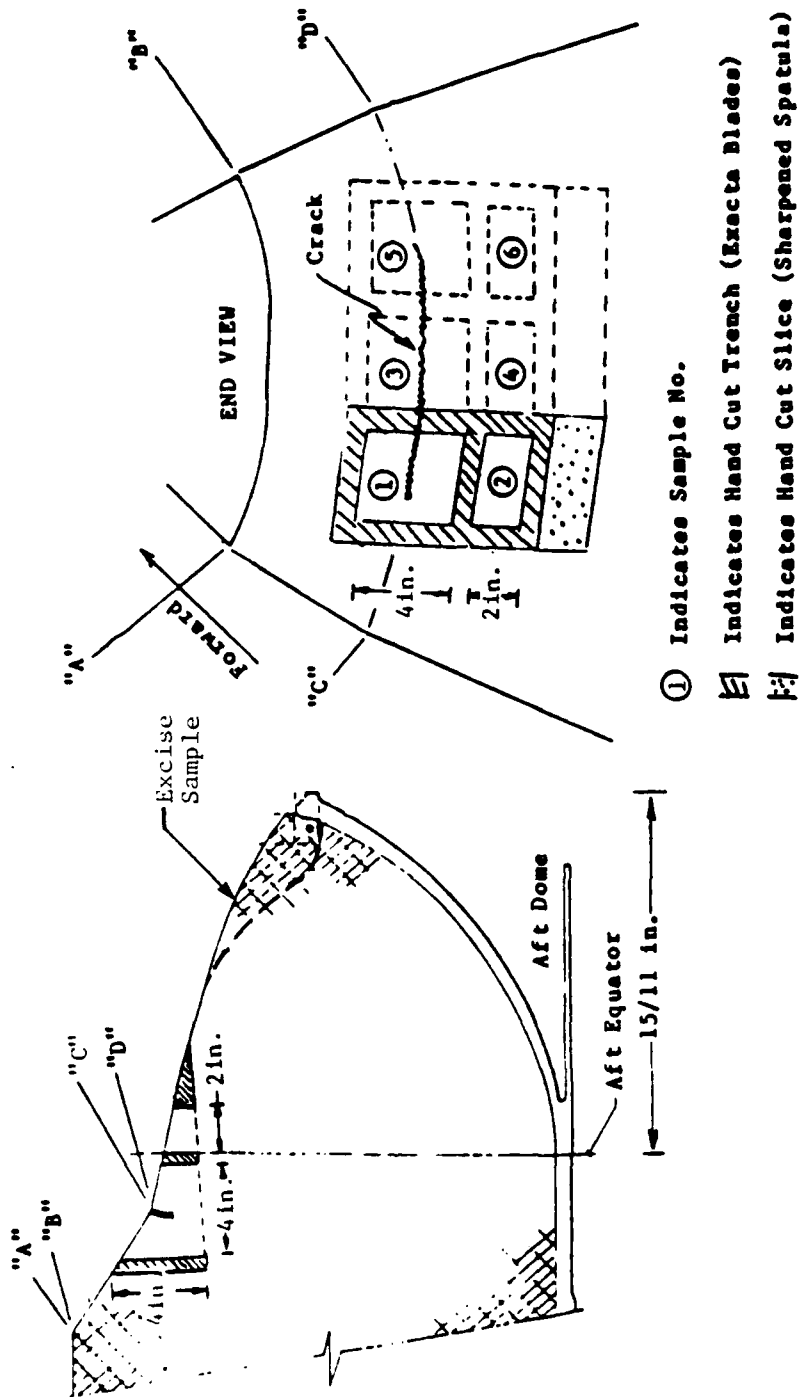 "A"
"B"
"C"
"D"
Excise
Sample
4in
4in.
2in.
Aft Dome
Aft Equator
15/11 in.
"A"
Forward
"B"
END VIEW
"C"
"D"
Crack
1
3
5
2
4
6
4in.
2in.
1 Indicates Sample No.
Indicates Hand Cut Trench (Exacta Blades)
Indicates Hand Cut Slice (Sharpened Spatula)